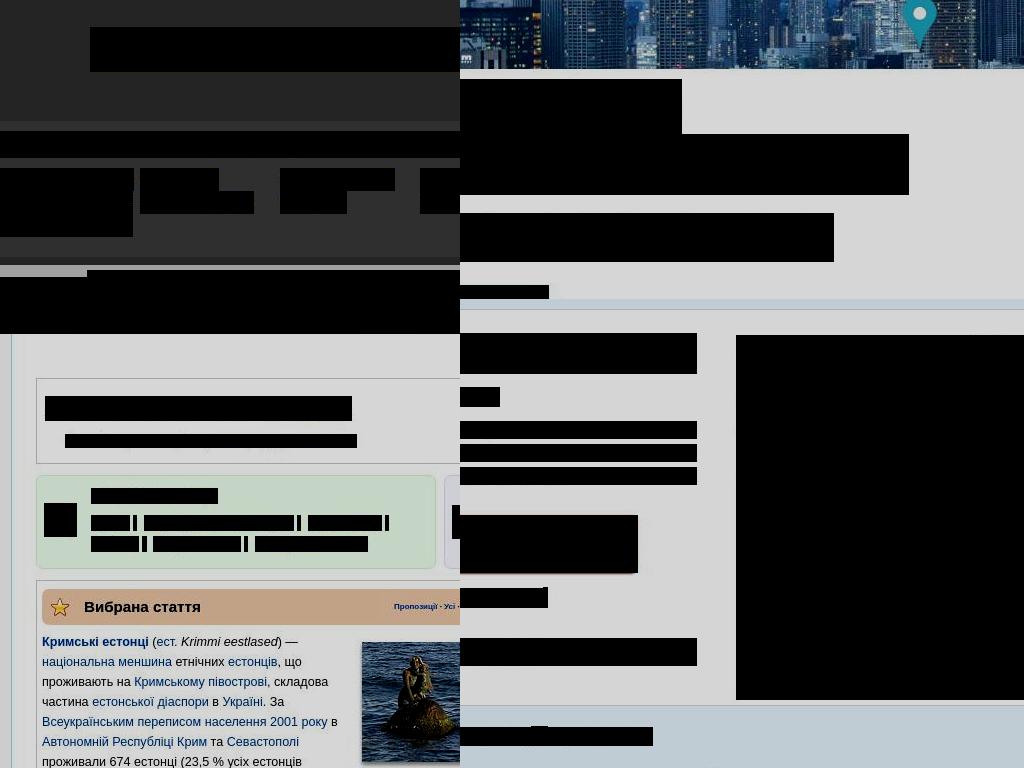 Вибрана стаття
Пропозиції · Усі ·
Кримські естонці (ест. Krimmi eestlased) —
національна меншина етнічних естонців, що
проживають на Кримському півострові, складова
частина естонської діаспори в Україні. За
Всеукраїнським переписом населення 2001 року в
Автономній Республіці Крим та Севастополі
проживали 674 естонці (23,5 % усіх естонців